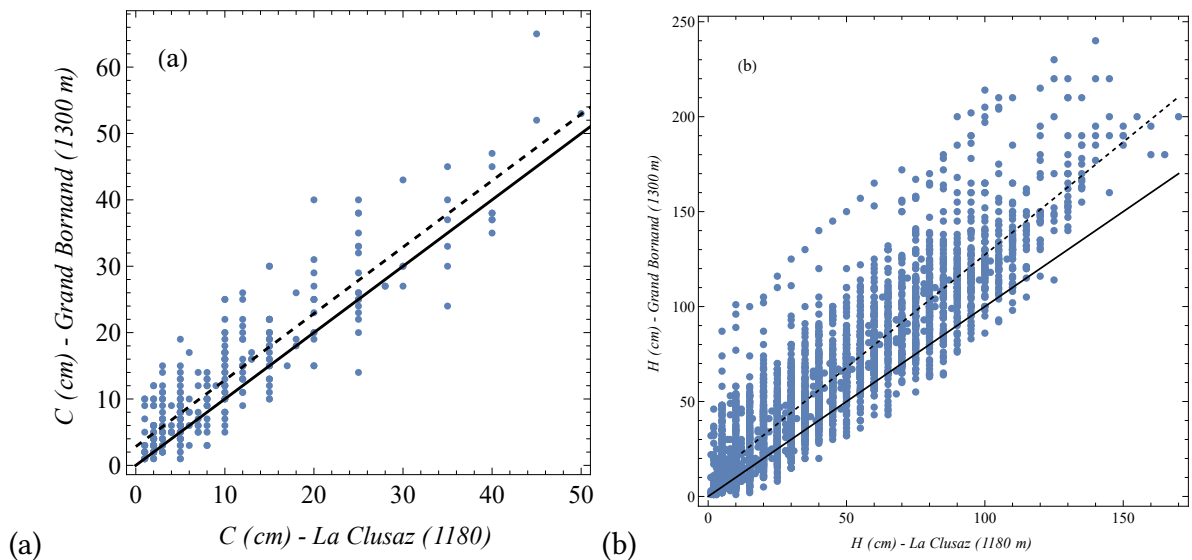 (a)
60
50
40
30
20
10
0
C (cm) - Grand Bornand (1300 m)
0 10 20 30 40 50
C (cm) - La Clusaz (1180)
(a)
(b)
250
200
150
100
50
0
H (cm) - Grand Bornand (1300 m)
0 50 100 150
H (cm) - La Clusaz (1180 m)
(b)